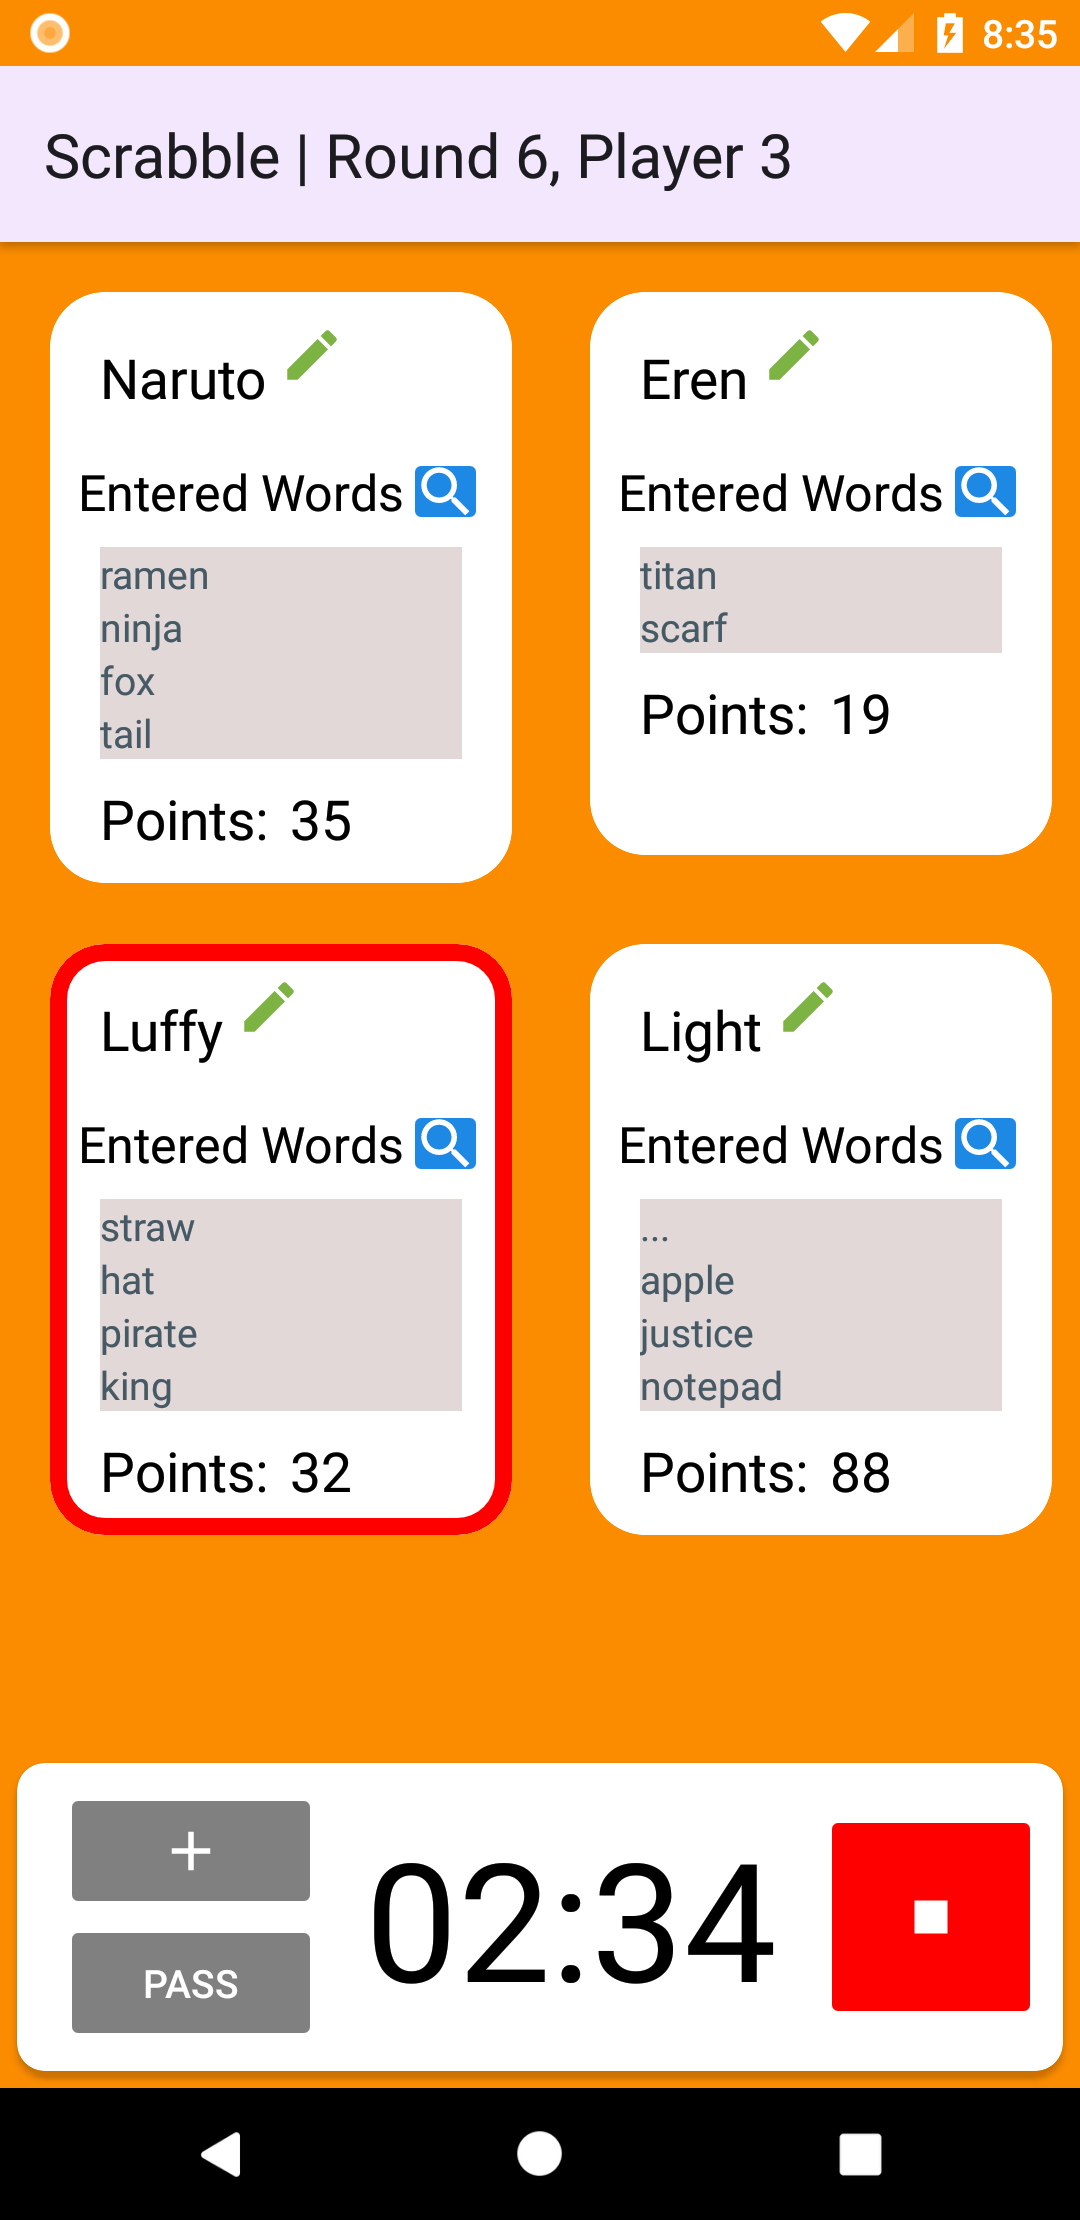 8:35
Scrabble | Round 6, Player 3
Naruto
Entered Words
ramen
ninja
fox
tail
Points: 35
Eren
Entered Words
titan
scarf
Points: 19
Luffy
Entered Words
straw
hat
pirate
king
Points: 32
Light
Entered Words
...
apple
justice
notepad
Points: 88
+
PASS
02:34